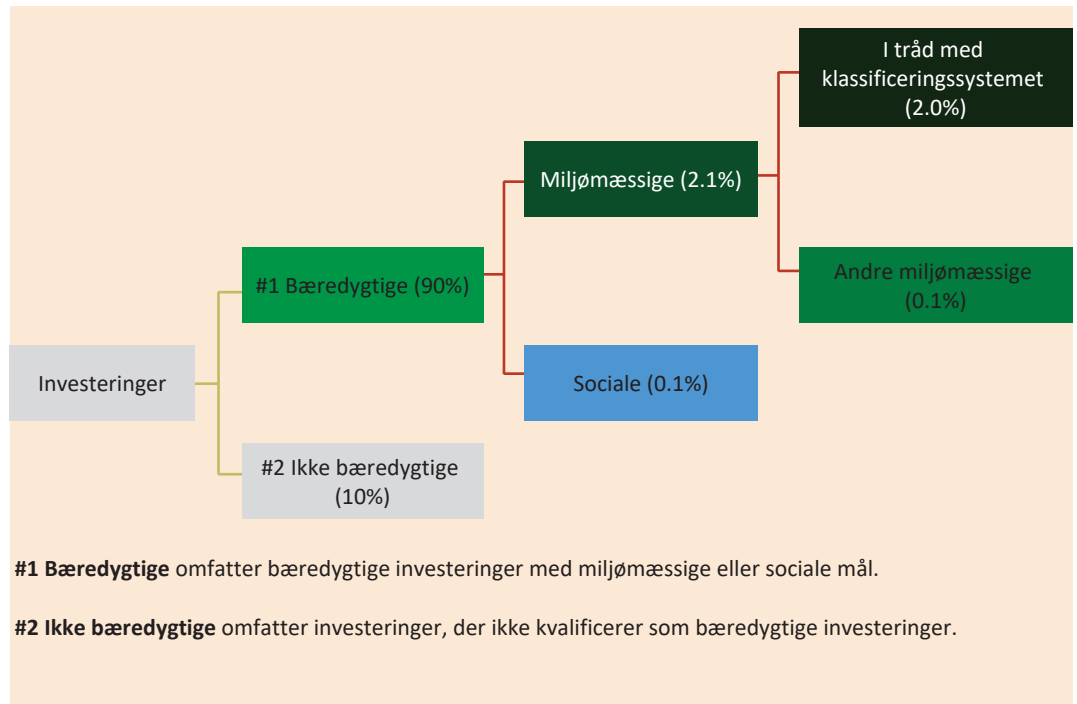 I tråd med
klassificeringssystemet
(2.0%)
Miljømæssige (2.1%)
#1 Bæredygtige (90%)
Andre miljømæssige
(0.1%)
Investeringer
Sociale (0.1%)
#2 Ikke bæredygtige
(10%)
#1 Bæredygtige omfatter bæredygtige investeringer med miljømæssige eller sociale mål.
#2 Ikke bæredygtige omfatter investeringer, der ikke kvalificerer som bæredygtige investeringer.